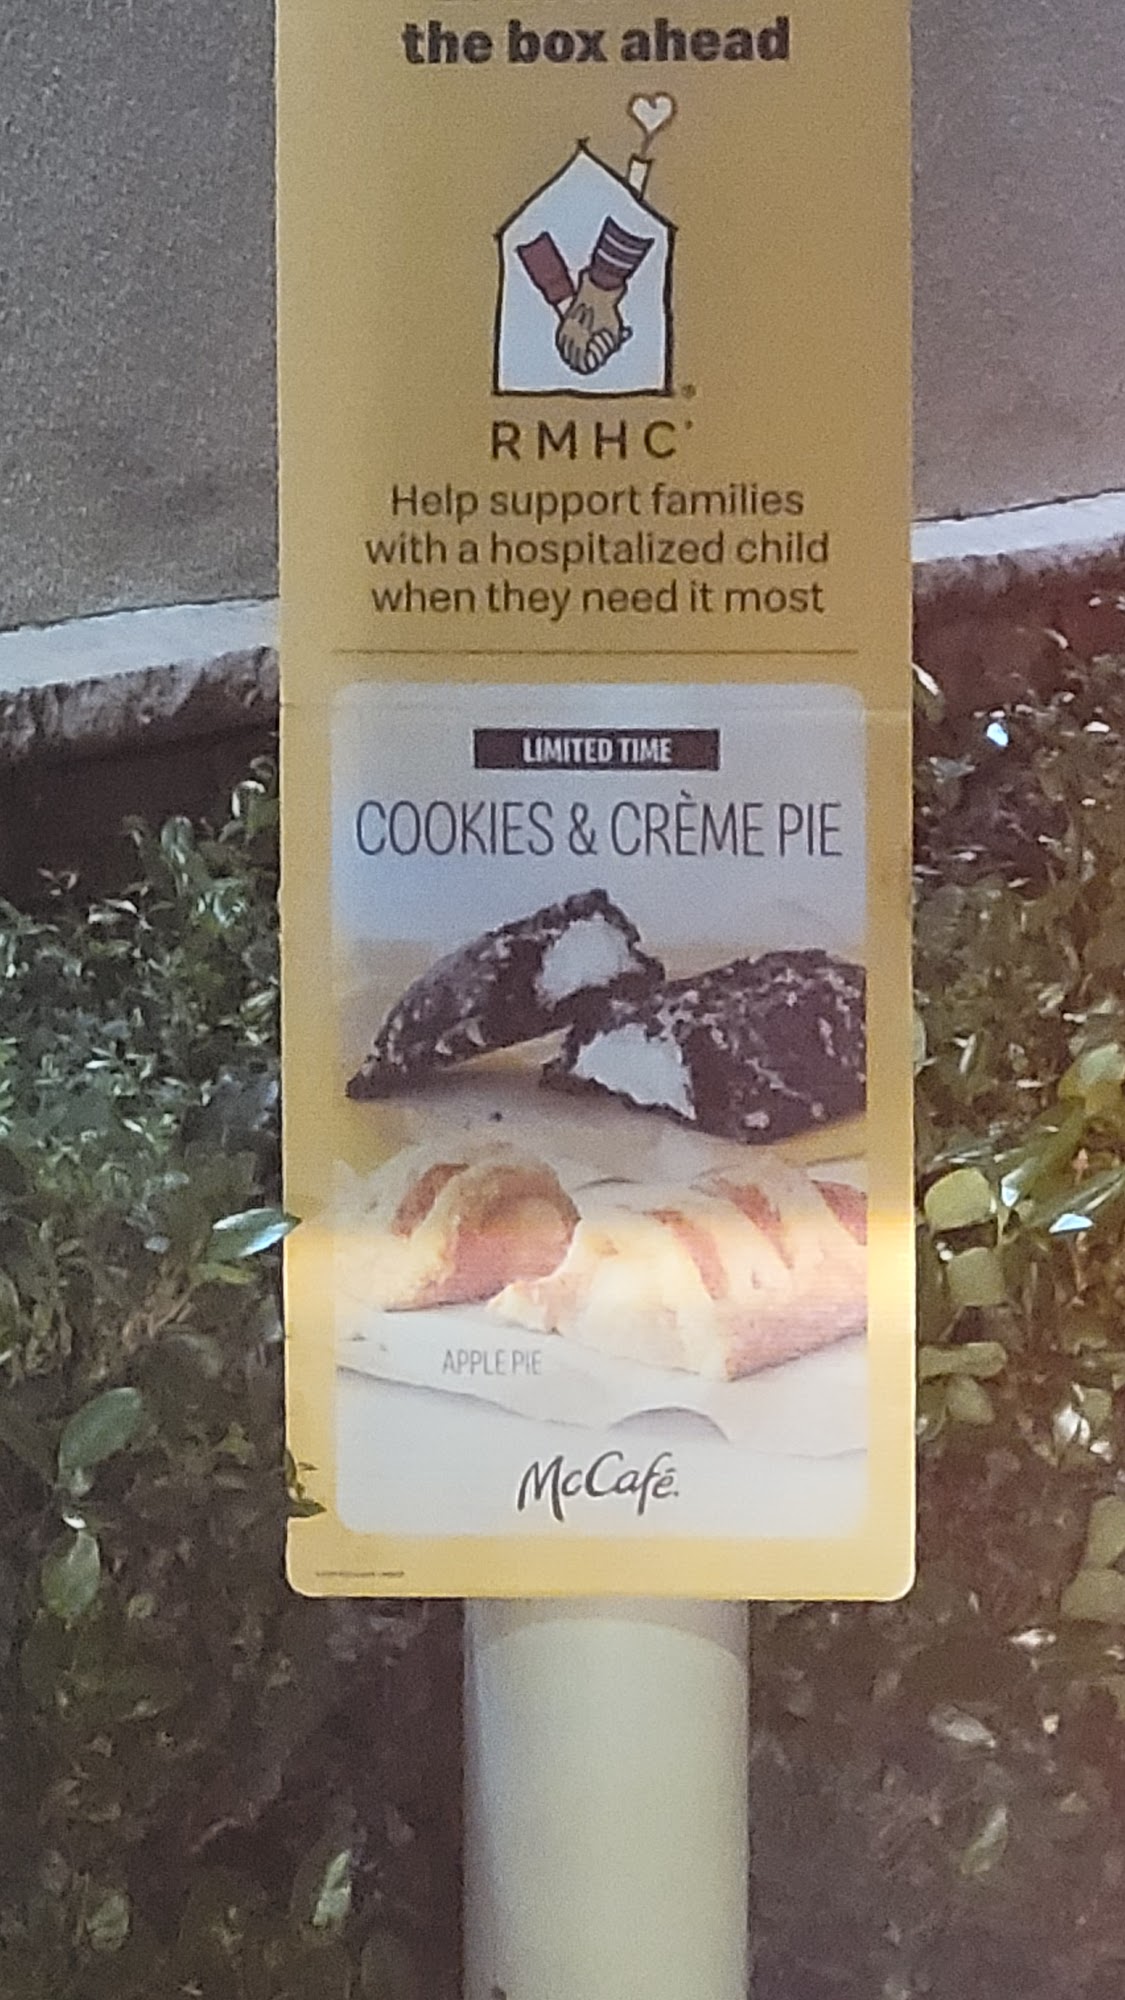 the box ahead
RMHC®
Help support families
with a hospitalized child
when they need it most
LIMITED TIME
COOKIES & CRÈME PIE
APPLE PIE
McCafé®